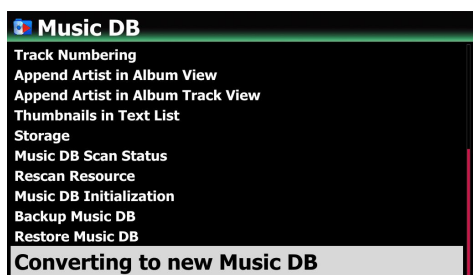 Music DB
Track Numbering
Append Artist in Album View
Append Artist in Album Track View
Thumbnails in Text List
Storage
Music DB Scan Status
Rescan Resource
Music DB Initialization
Backup Music DB
Restore Music DB
Converting to new Music DB